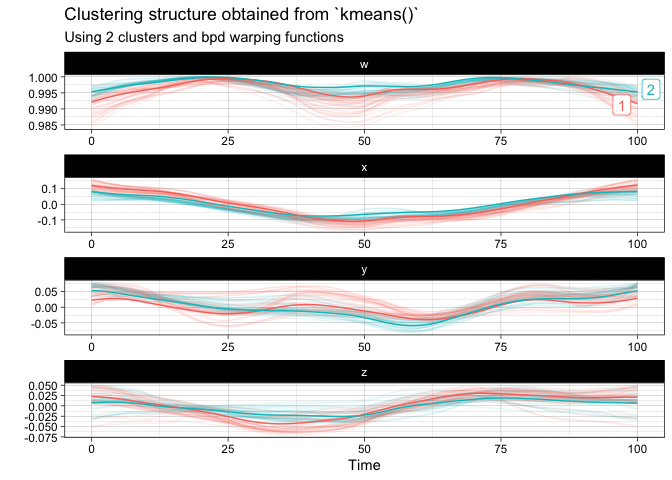 Clustering structure obtained from `kmeans()`
Using 2 clusters and bpd warping functions
w
1.000
0.995
0.990
0.985
1
2
0 25 50 75 100
x
0.1
0.0
-0.1
0 25 50 75 100
y
0.05
0.00
-0.05
0 25 50 75 100
z
0.050
0.025
0.000
-0.025
-0.050
-0.075
0 25 50 75 100
Time